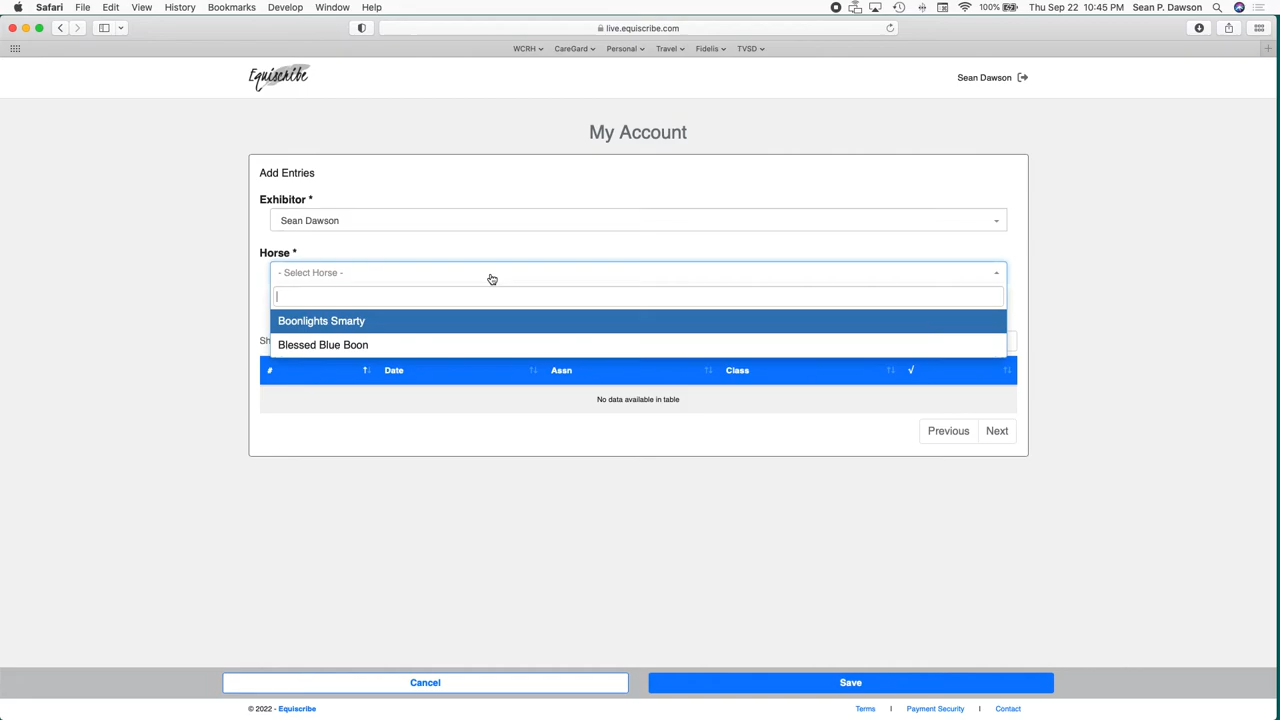 Safari File Edit View History Bookmarks Develop Window Help 100% Thu Sep 22 10:45 PM Sean P. Dawson
live.equiscribe.com
WCRH CareGard Personal Travel Fidelis TVSD
Equiscribe Sean Dawson
My Account
Add Entries
Exhibitor *
Sean Dawson
Horse *
- Select Horse -
Boonlights Smarty
Sh
Blessed Blue Boon
# Date Assn Class √
No data available in table
Previous Next
Cancel Save
© 2022 - Equiscribe Terms I Payment Security I Contact